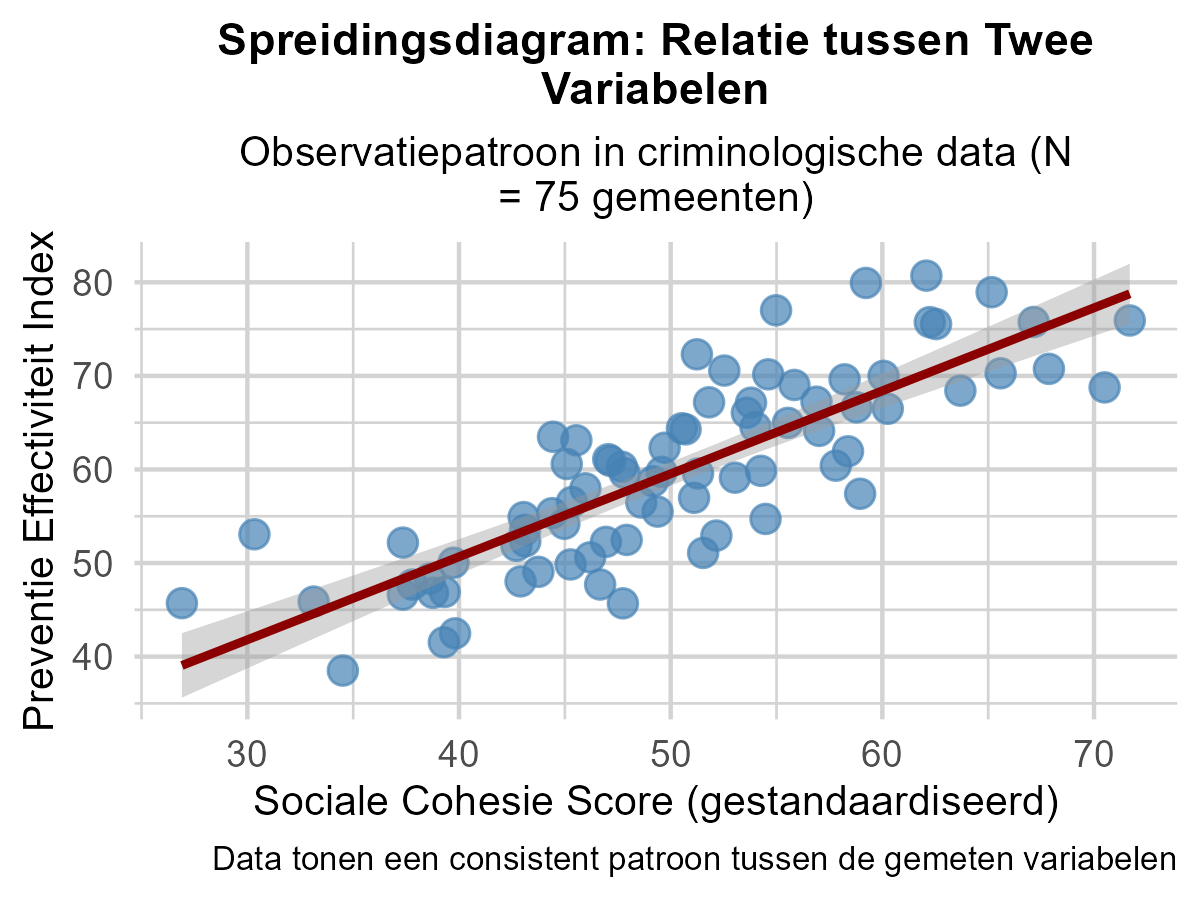 Spreidingsdiagram: Relatie tussen Twee
Variabelen
Observatiepatroon in criminologische data (N
= 75 gemeenten)
Preventie Effectiviteit Index
80
70
60
50
40
30 40 50 60 70
Sociale Cohesie Score (gestandaardiseerd)
Data tonen een consistent patroon tussen de gemeten variabelen